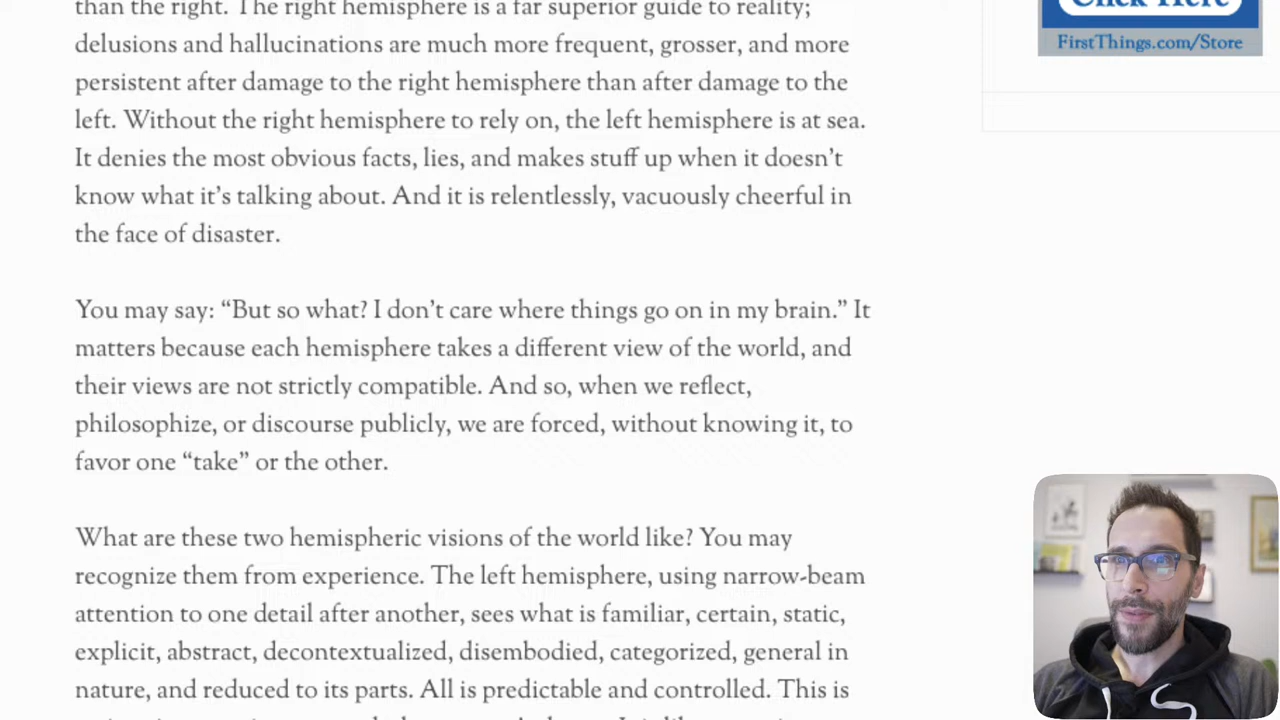 than the right. The right hemisphere is a far superior guide to reality;
delusions and hallucinations are much more frequent, grosser, and more
persistent after damage to the right hemisphere than after damage to the
left. Without the right hemisphere to rely on, the left hemisphere is at sea.
It denies the most obvious facts, lies, and makes stuff up when it doesn’t
know what it’s talking about. And it is relentlessly, vacuously cheerful in
the face of disaster.
You may say: “But so what? I don’t care where things go on in my brain.” It
matters because each hemisphere takes a different view of the world, and
their views are not strictly compatible. And so, when we reflect,
philosophize, or discourse publicly, we are forced, without knowing it, to
favor one “take” or the other.
What are these two hemispheric visions of the world like? You may
recognize them from experience. The left hemisphere, using narrow-beam
attention to one detail after another, sees what is familiar, certain, static,
explicit, abstract, decontextualized, disembodied, categorized, general in
nature, and reduced to its parts. All is predictable and controlled. This is
Click Here
FirstThings.com/Store